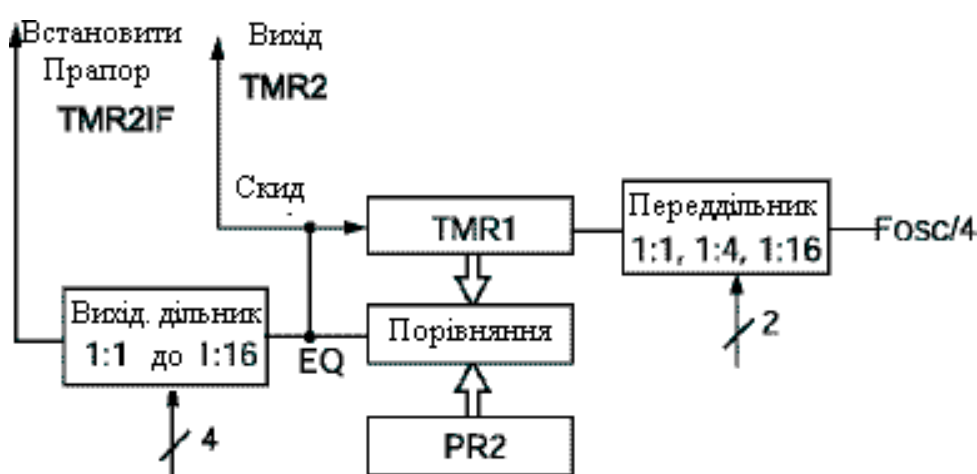 Встановити
Прапор
TMR2IF
Вихід
TMR2
Скид
TMR1
Переддільник
1:1, 1:4, 1:16
Fosc/4
2
Вихід. дільник
1:1 до 1:16
EQ
Порівняння
4
PR2